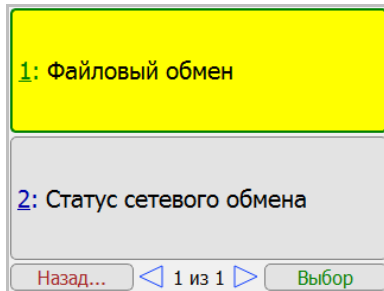 1: Файловый обмен
2: Статус сетевого обмена
Назад... 1 из 1 Выбор